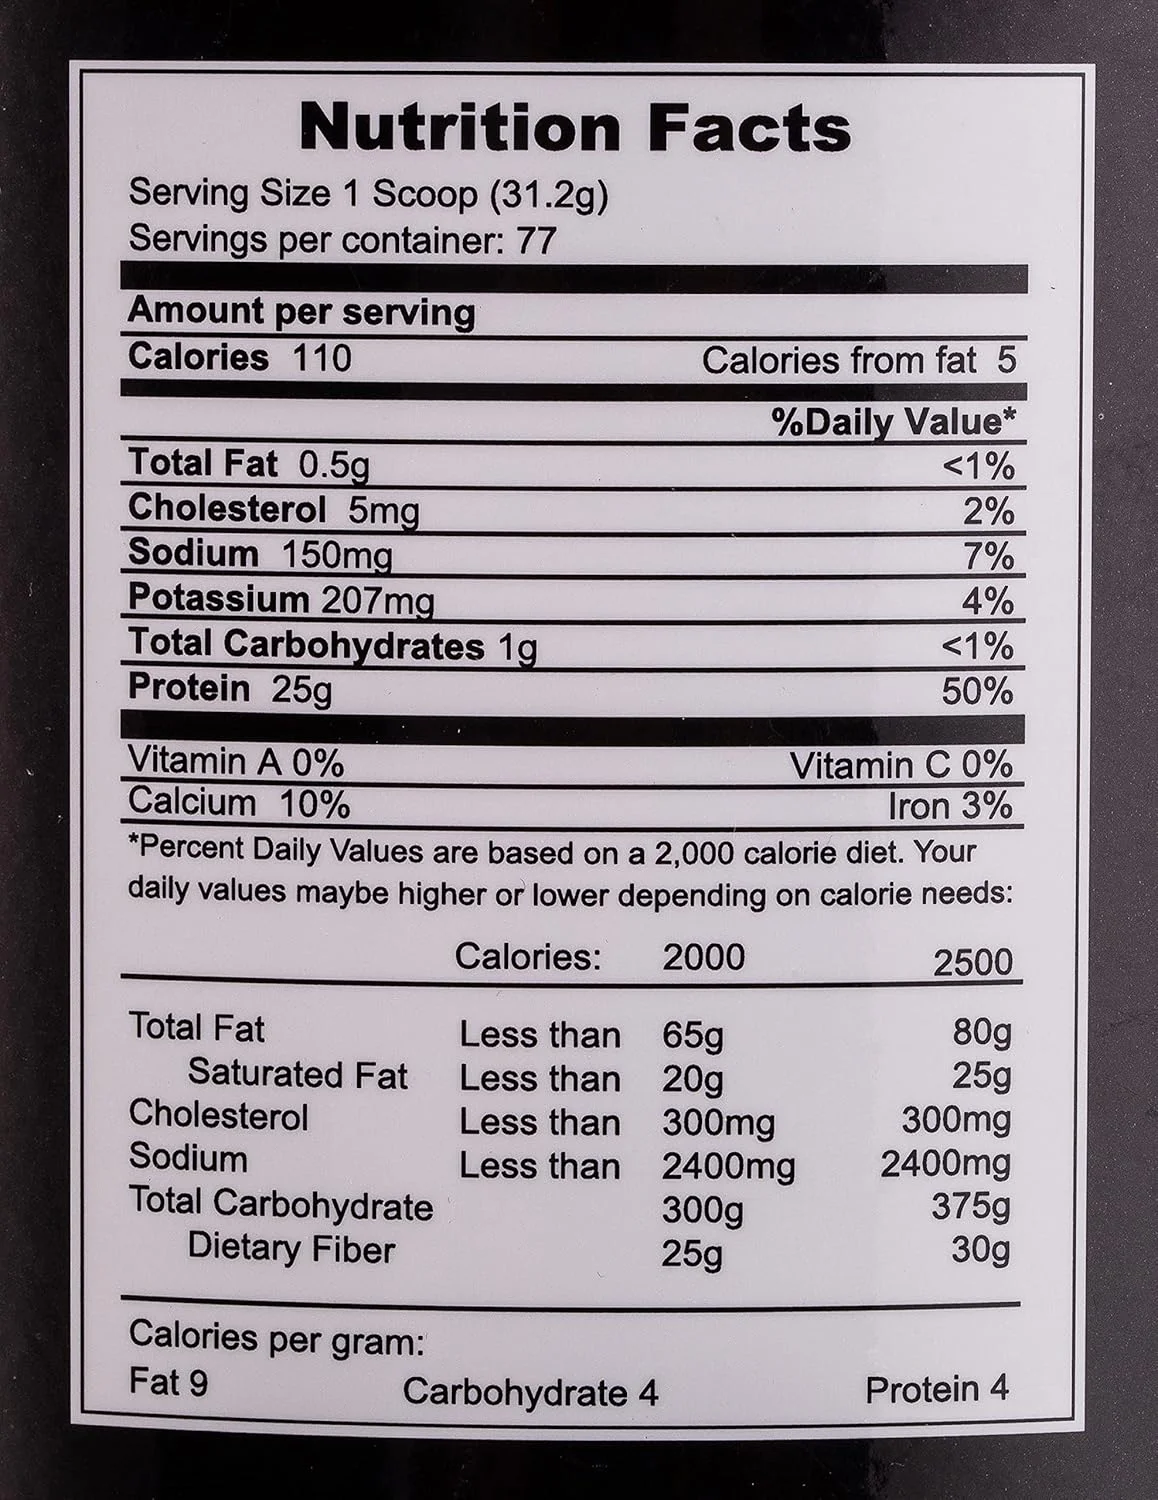 Nutrition Facts
Serving Size 1 Scoop (31.2g)
Servings per container: 77
Amount per serving
Calories 110 Calories from fat 5
%Daily Value*
Total Fat 0.5g <1%
Cholesterol 5mg 2%
Sodium 150mg 7%
Potassium 207mg 4%
Total Carbohydrates 1g <1%
Protein 25g 50%
Vitamin A 0% Vitamin C 0%
Calcium 10% Iron 3%
*Percent Daily Values are based on a 2,000 calorie diet. Your
daily values maybe higher or lower depending on calorie needs:
Calories: 2000 2500
Total Fat Less than 65g 80g
Saturated Fat Less than 20g 25g
Cholesterol Less than 300mg 300mg
Sodium Less than 2400mg 2400mg
Total Carbohydrate 300g 375g
Dietary Fiber 25g 30g
Calories per gram:
Fat 9 Carbohydrate 4 Protein 4